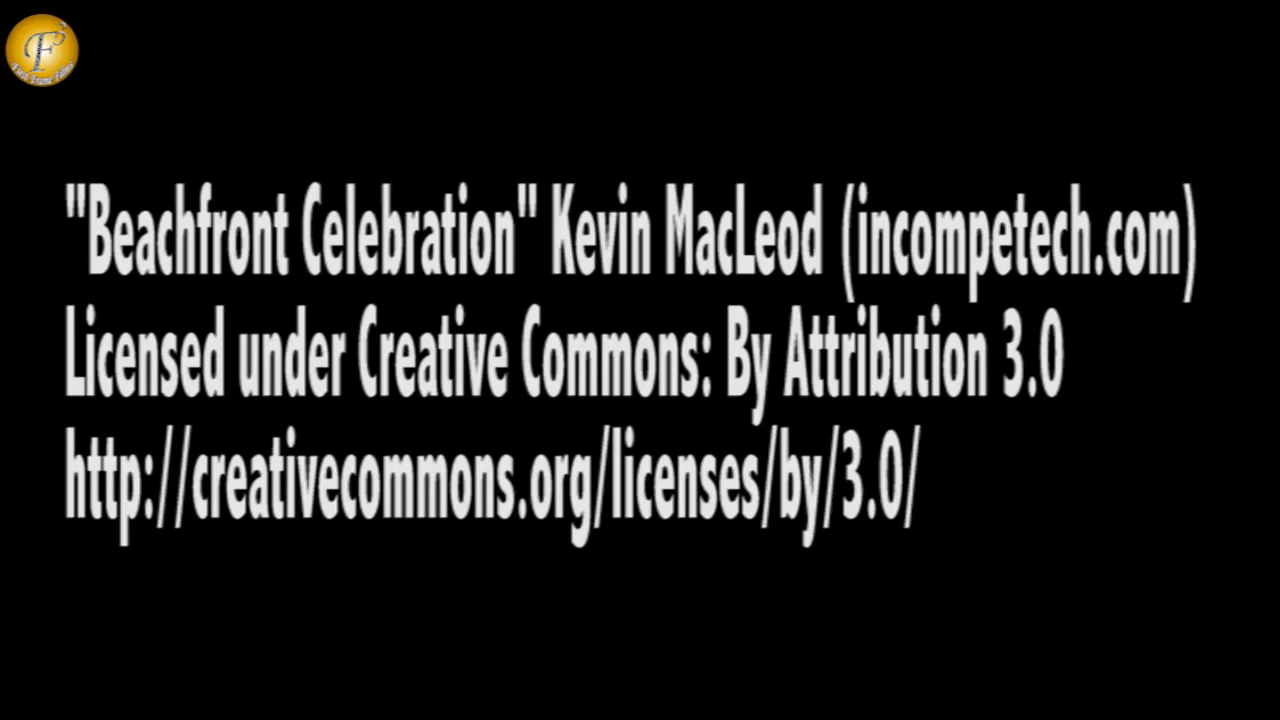 "Beachfront Celebration" Kevin MacLeod (incompetech.com)
Licensed under Creative Commons: By Attribution 3.0
http://creativecommons.org/licenses/by/3.0/